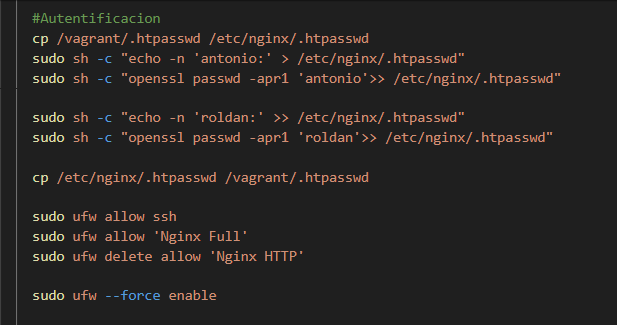 #Autentificacion
cp /vagrant/.htpasswd /etc/nginx/.htpasswd
sudo sh -c "echo -n 'antonio:' > /etc/nginx/.htpasswd"
sudo sh -c "openssl passwd -apr1 'antonio'>> /etc/nginx/.htpasswd"
sudo sh -c "echo -n 'roldan:' >> /etc/nginx/.htpasswd"
sudo sh -c "openssl passwd -apr1 'roldan'>> /etc/nginx/.htpasswd"
cp /etc/nginx/.htpasswd /vagrant/.htpasswd
sudo ufw allow ssh
sudo ufw allow 'Nginx Full'
sudo ufw delete allow 'Nginx HTTP'
sudo ufw --force enable